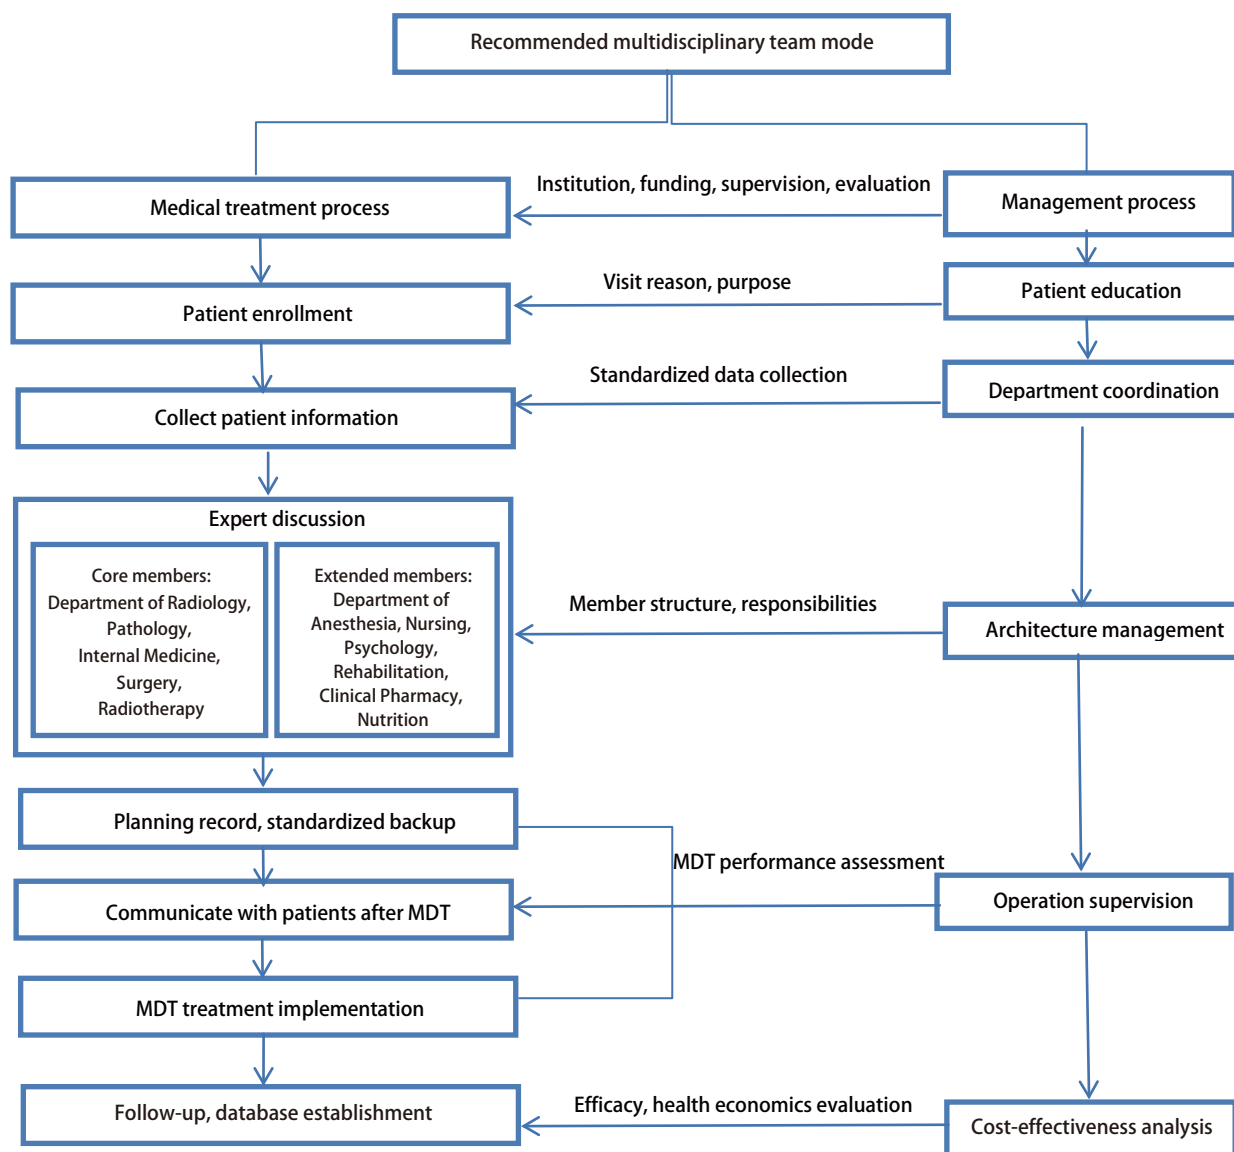 Recommended multidisciplinary team mode
Institution, funding, supervision, evaluation
Medical treatment process
Management process
Visit reason, purpose
Patient enrollment
Patient education
Standardized data collection
Collect patient information
Department coordination
Expert discussion
Core members:
Department of Radiology,
Pathology,
Internal Medicine,
Surgery,
Radiotherapy
Extended members:
Department of
Anesthesia, Nursing,
Psychology,
Rehabilitation,
Clinical Pharmacy,
Nutrition
Member structure, responsibilities
Architecture management
Planning record, standardized backup
MDT performance assessment
Communicate with patients after MDT
Operation supervision
MDT treatment implementation
Follow-up, database establishment
Efficacy, health economics evaluation
Cost-effectiveness analysis